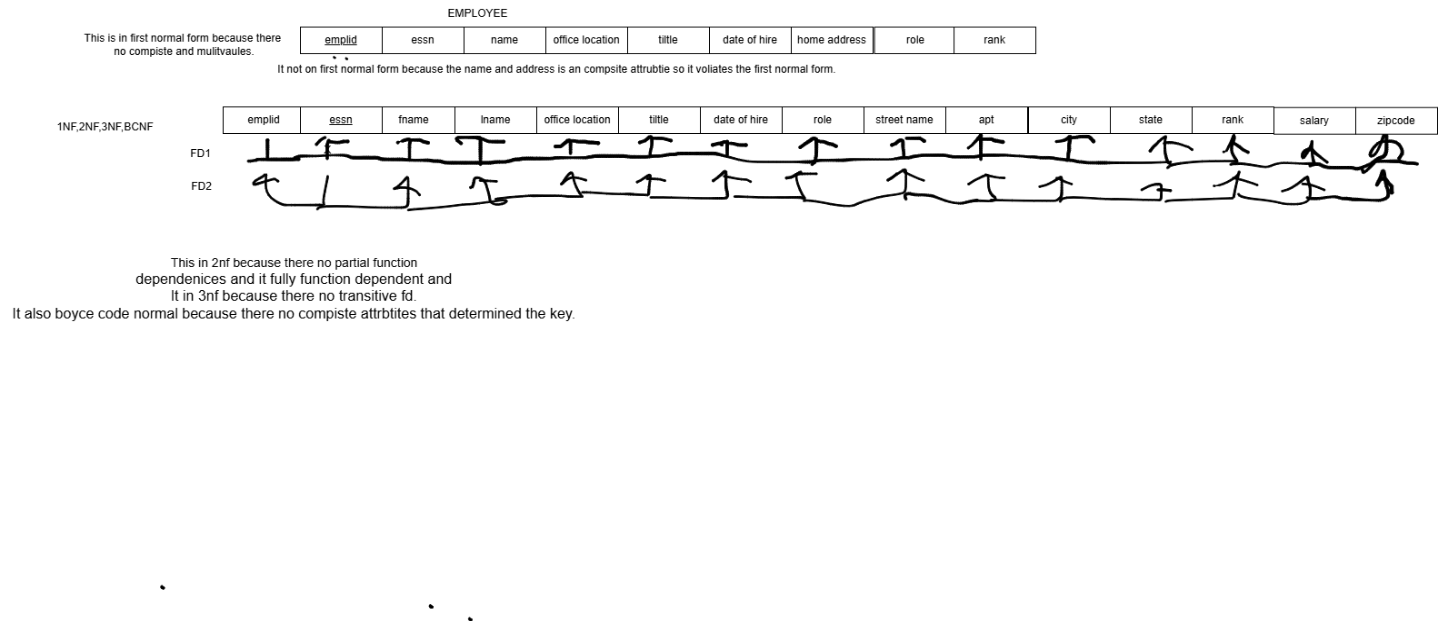 EMPLOYEE
This is in first normal form because there
no compiste and mulitvaules.
emplid essn name office location tiltle date of hire home address role rank
It not on first normal form because the name and address is an compsite attrubtie so it voliates the first normal form.
1NF,2NF,3NF,BCNF
emplid essn fname lname office location tiltle date of hire role street name apt city state rank salary zipcode
FD1
FD2
This in 2nf because there no partial function
dependenices and it fully function dependent and
It in 3nf because there no transitive fd.
It also boyce code normal because there no compiste attrbtites that determined the key.